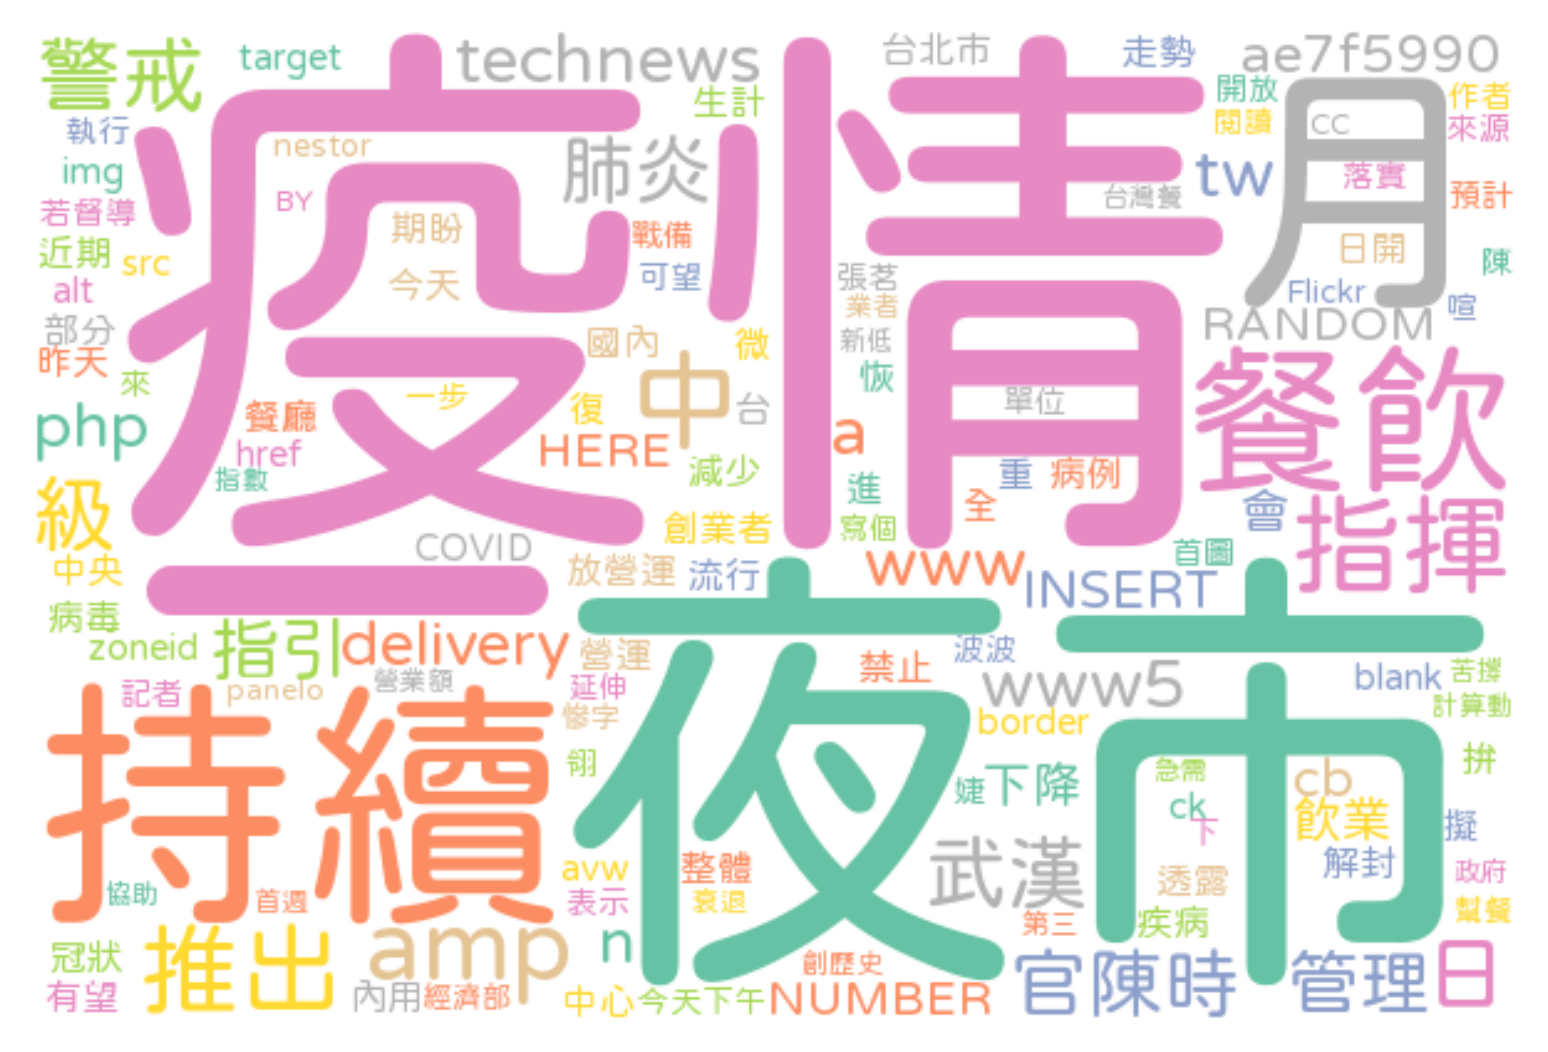 警戒
target
technews
台北市
走勢
ae7f5990
生計
開放
作者
執行
nestor
肺炎
閱讀
cc
來源
img
BY
tw
月
落實
預計
若督導
期盼
戰備
台灣餐
近期
src
今天
可望
張茗
日開
陳
alt
業者
Flickr
喧
部分
疫情
國內
微
新低
RANDOM
昨天
來
一步
復
中
台
恢
單位
餐飲
php
餐廳
href
HERE
a
指數
減少
進
重
病例
級
創業者
寫個
全
會
指揮
COVID
中央
放營運
流行
www
首圖
INSERT
病毒
zoneid
指引
delivery
營運
禁止
波波
www5
blank
苦撐
記者
panelo
營業額
延伸
慘字
border
計算動
持續
翎
夜市
婕
下降
急需
cb
拚
ck
下
飲業
擬
協助
首週
avw
整體
武漢
透露
解封
政府
表示
衰退
第三
疾病
幫餐
冠狀
推出
amp
n
創歷史
官陳時
管理
日
有望
內用
經濟部
中心
今天下午
NUMBER